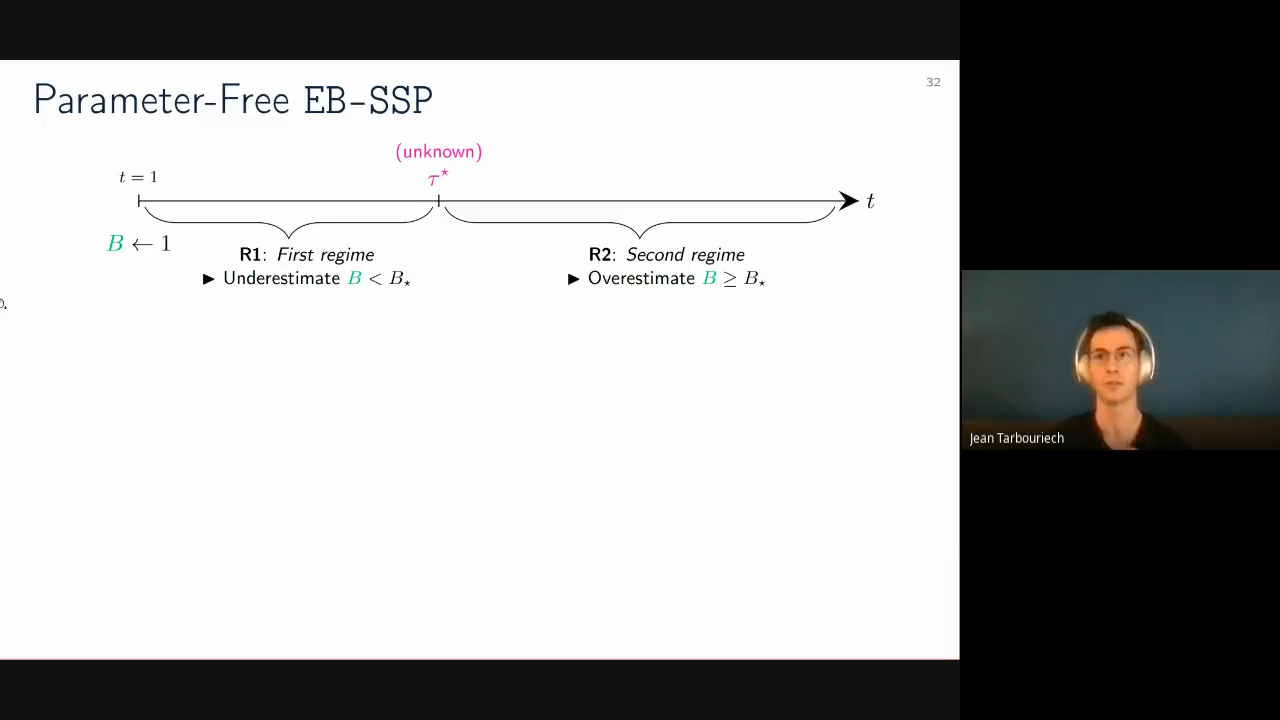 32
Parameter-Free EB-SSP
(unknown)
t = 1
τ⋆
t
B ← 1
R1: First regime
▶ Underestimate B < B⋆
R2: Second regime
▶ Overestimate B ≥ B⋆
Jean Tarbouriech